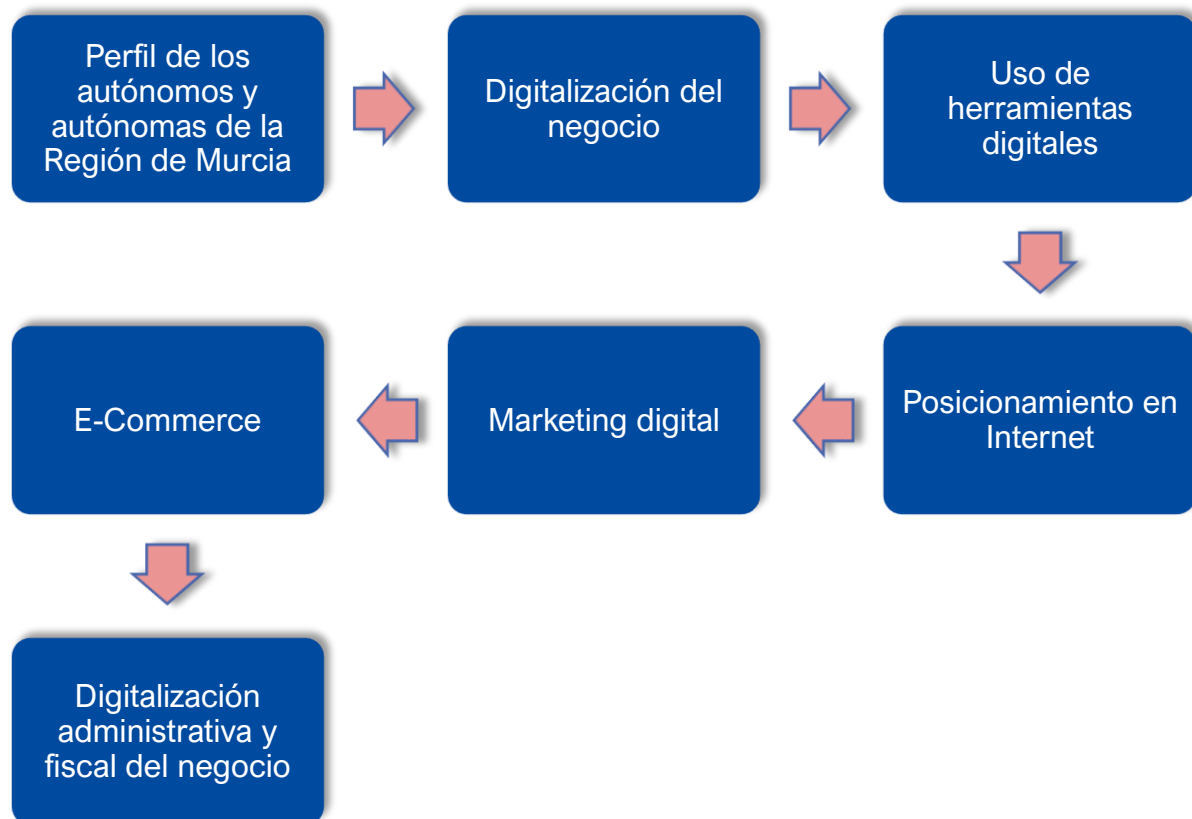 Perfil de los
autónomos y
autónomas de la
Región de Murcia
Digitalización del
negocio
Uso de
herramientas
digitales
Posicionamiento en
Internet
Marketing digital
E-Commerce
Digitalización
administrativa y
fiscal del negocio